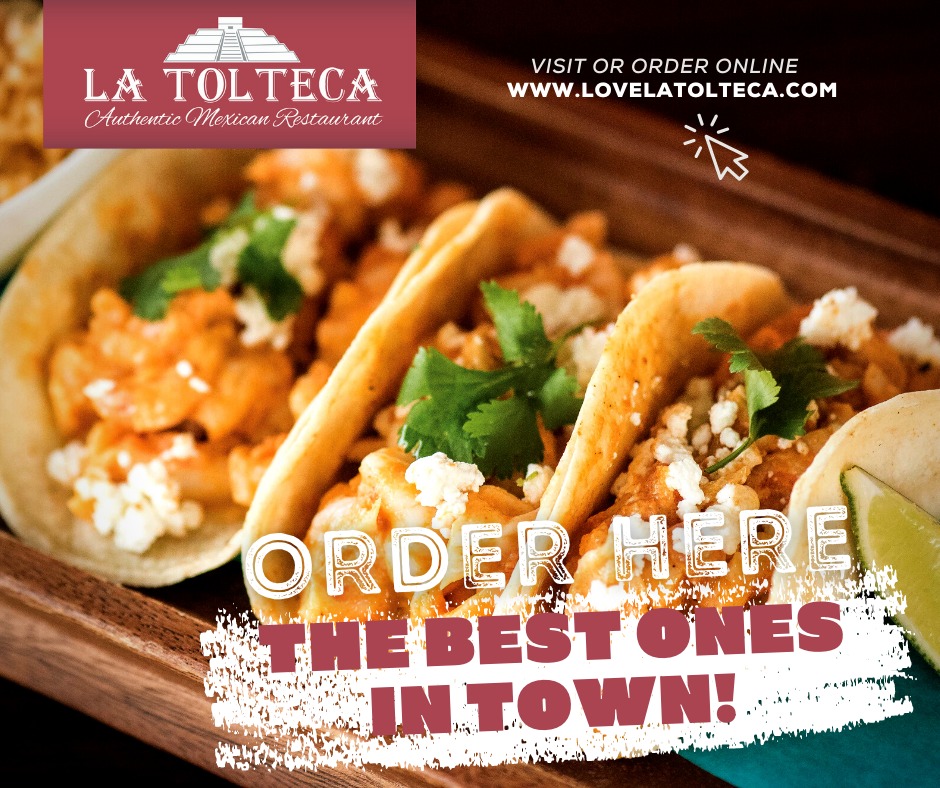 LA TOLTECA
Authentic Mexican Restaurant
VISIT OR ORDER ONLINE
WWW.LOVELATOLTECA.COM
ORDER HERE
THE BEST ONES
IN TOWN!